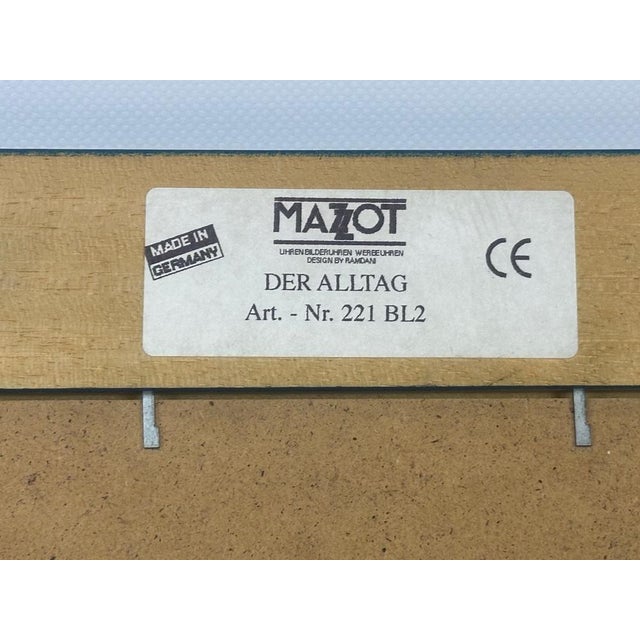 MAZZOT
UHREN BILDERUHREN WERBEUHREN
DESIGN BY RAMDANI
MADE IN
GERMANY
CE
DER ALLTAG
Art. - Nr. 221 BL2